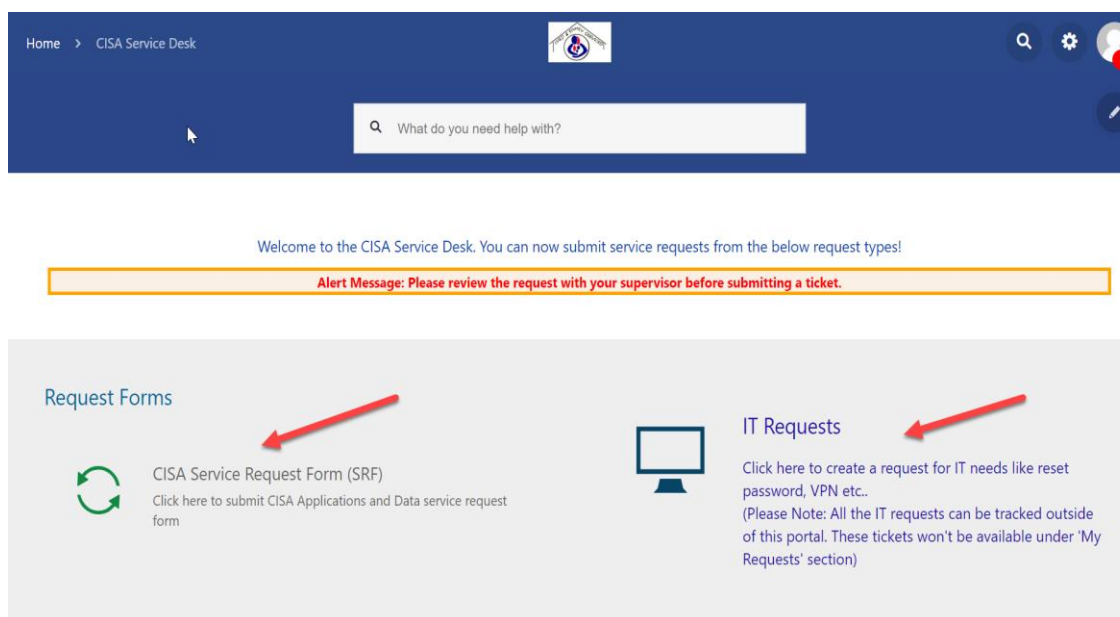 Home > CISA Service Desk
What do you need help with?
Welcome to the CISA Service Desk. You can now submit service requests from the below request types!
Alert Message: Please review the request with your supervisor before submitting a ticket.
Request Forms
CISA Service Request Form (SRF)
Click here to submit CISA Applications and Data service request
form
IT Requests
Click here to create a request for IT needs like reset
password, VPN etc..
(Please Note: All the IT requests can be tracked outside
of this portal. These tickets won't be available under 'My
Requests' section)